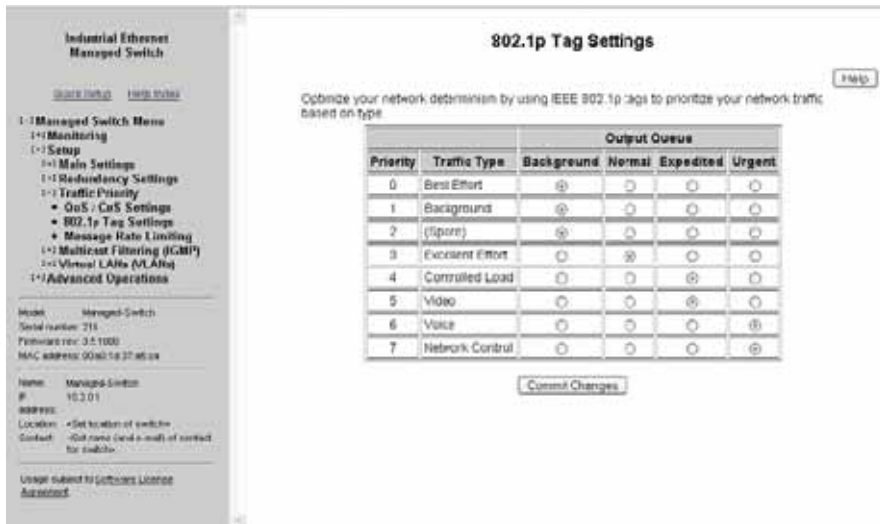 Industrial Ethernet
Managed Switch
Quick Setup Help Index
[-] Managed Switch Menu
[+] Monitoring
[-] Setup
[+] Main Settings
[+] Redundancy Settings
[-] Traffic Priority
• QoS / CoS Settings
• 802.1p Tag Settings
• Message Rate Limiting
[+] Multicast Filtering (IGMP)
[+] Virtual LANs (VLANs)
[+] Advanced Operations
Model: Managed-Switch
Serial number:
Firmware rev:
MAC address:
Name: Managed-Switch
IP address:
Location: <Set location of switch>
Contact: <Set name (and e-mail) of contact for switch>
Usage subject to Software License
Agreement.
802.1p Tag Settings
Help
Optimize your network determinism by using IEEE 802.1p tags to prioritize your network traffic
based on type.
Output Queue
Priority Traffic Type Background Normal Expedited Urgent
0 Best Effort
1 Background
2 (Spare)
3 Excellent Effort
4 Controlled Load
5 Video
6 Voice
7 Network Control
Commit Changes